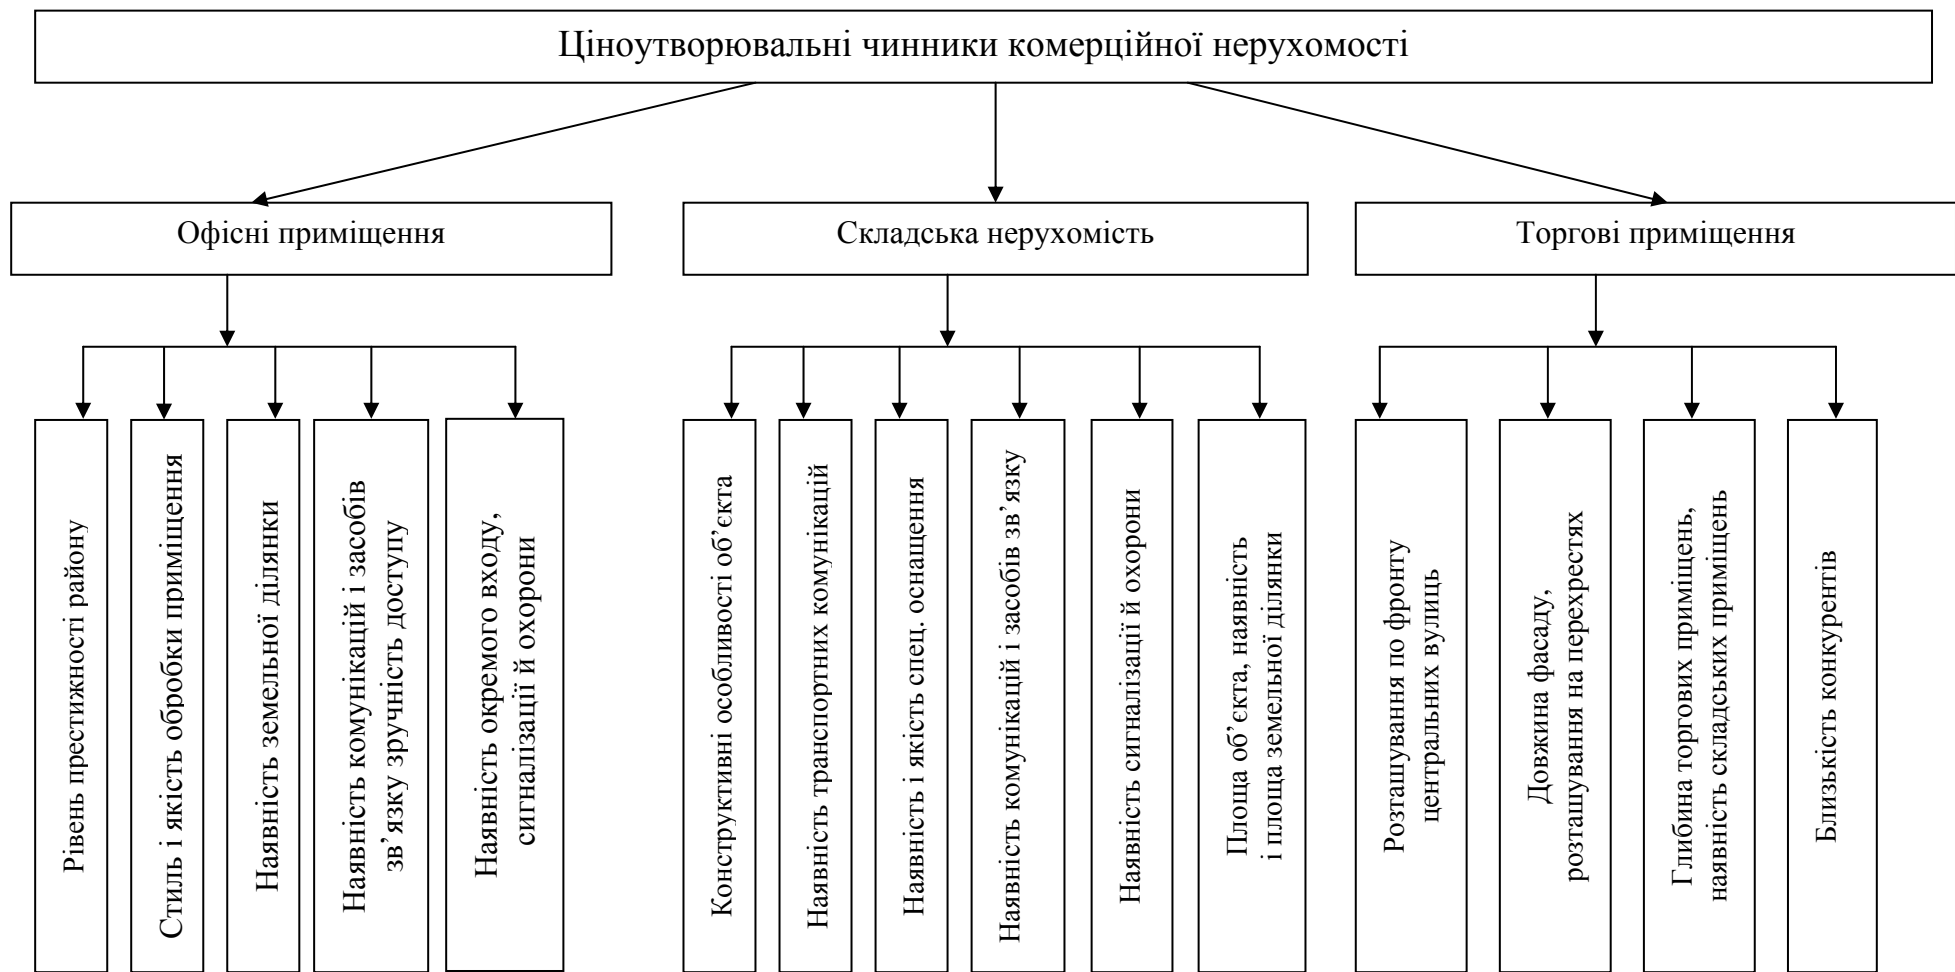 Ціноутворювальні чинники комерційної нерухомості
Офісні приміщення
Складська нерухомість
Торгові приміщення
Рівень престижності району
Стиль і якість обробки приміщення
Наявність земельної ділянки
Наявність комунікацій і засобів
зв’язку зручність доступу
Наявність окремого входу,
сигналізації й охорони
Конструктивні особливості об’єкта
Наявність транспортних комунікацій
Наявність і якість спец. оснащення
Наявність комунікацій і засобів зв’язку
Наявність сигналізації й охорони
Площа об’єкта, наявність
і площа земельної ділянки
Розташування по фронту
центральних вулиць
Довжина фасаду,
розташування на перехрестях
Глибина торгових приміщень,
наявність складських приміщень
Близькість конкурентів